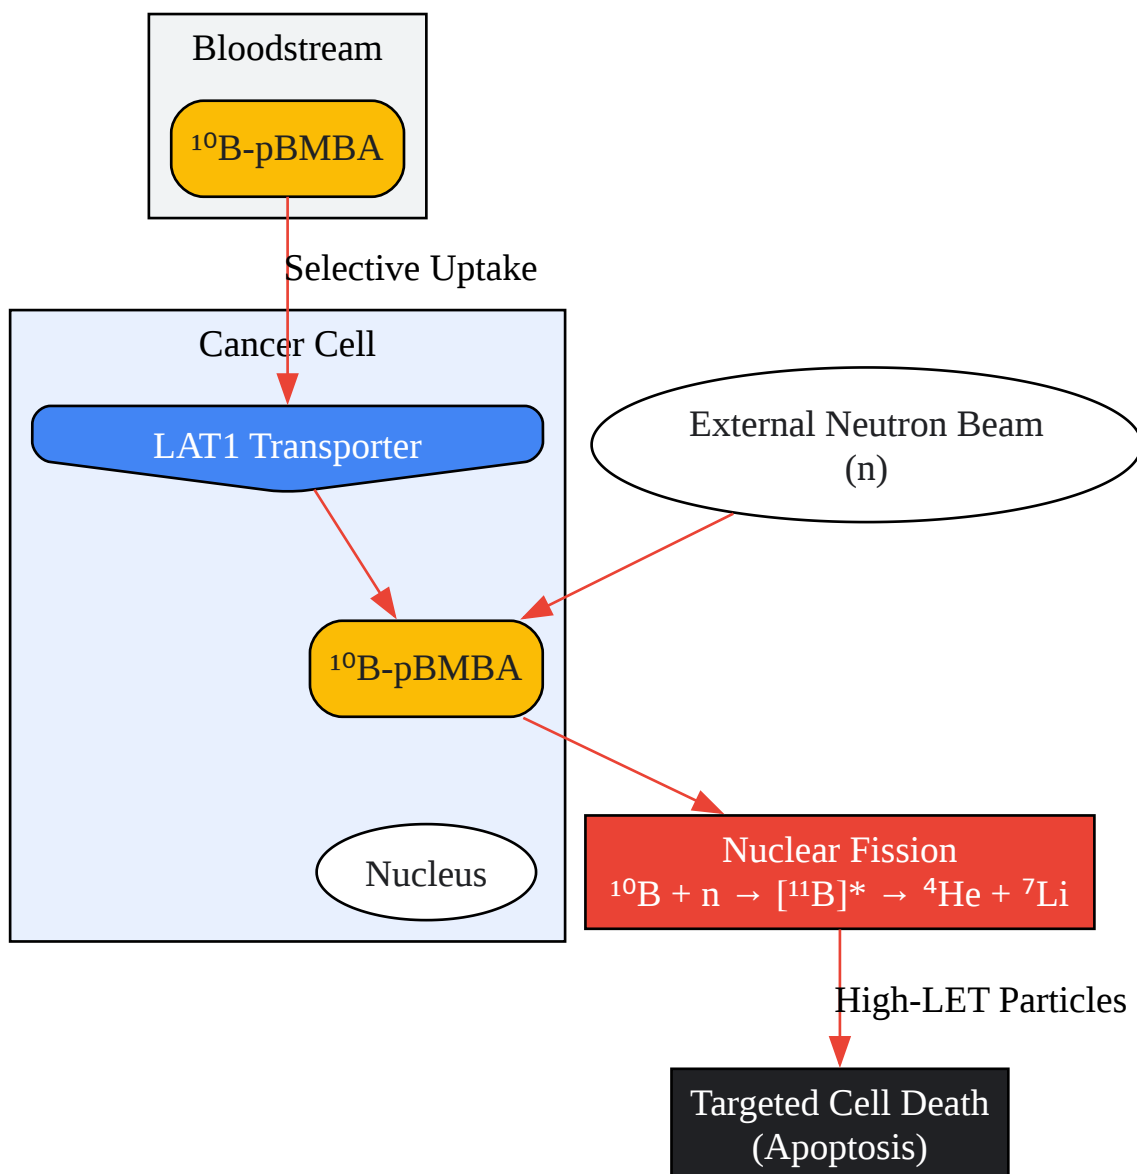 Bloodstream
¹⁰B-pBMBA
Selective Uptake
Cancer Cell
LAT1 Transporter
External Neutron Beam
(n)
¹⁰B-pBMBA
Nucleus
Nuclear Fission
¹⁰B + n → [¹¹B]* → ⁴He + ⁷Li
High-LET Particles
Targeted Cell Death
(Apoptosis)